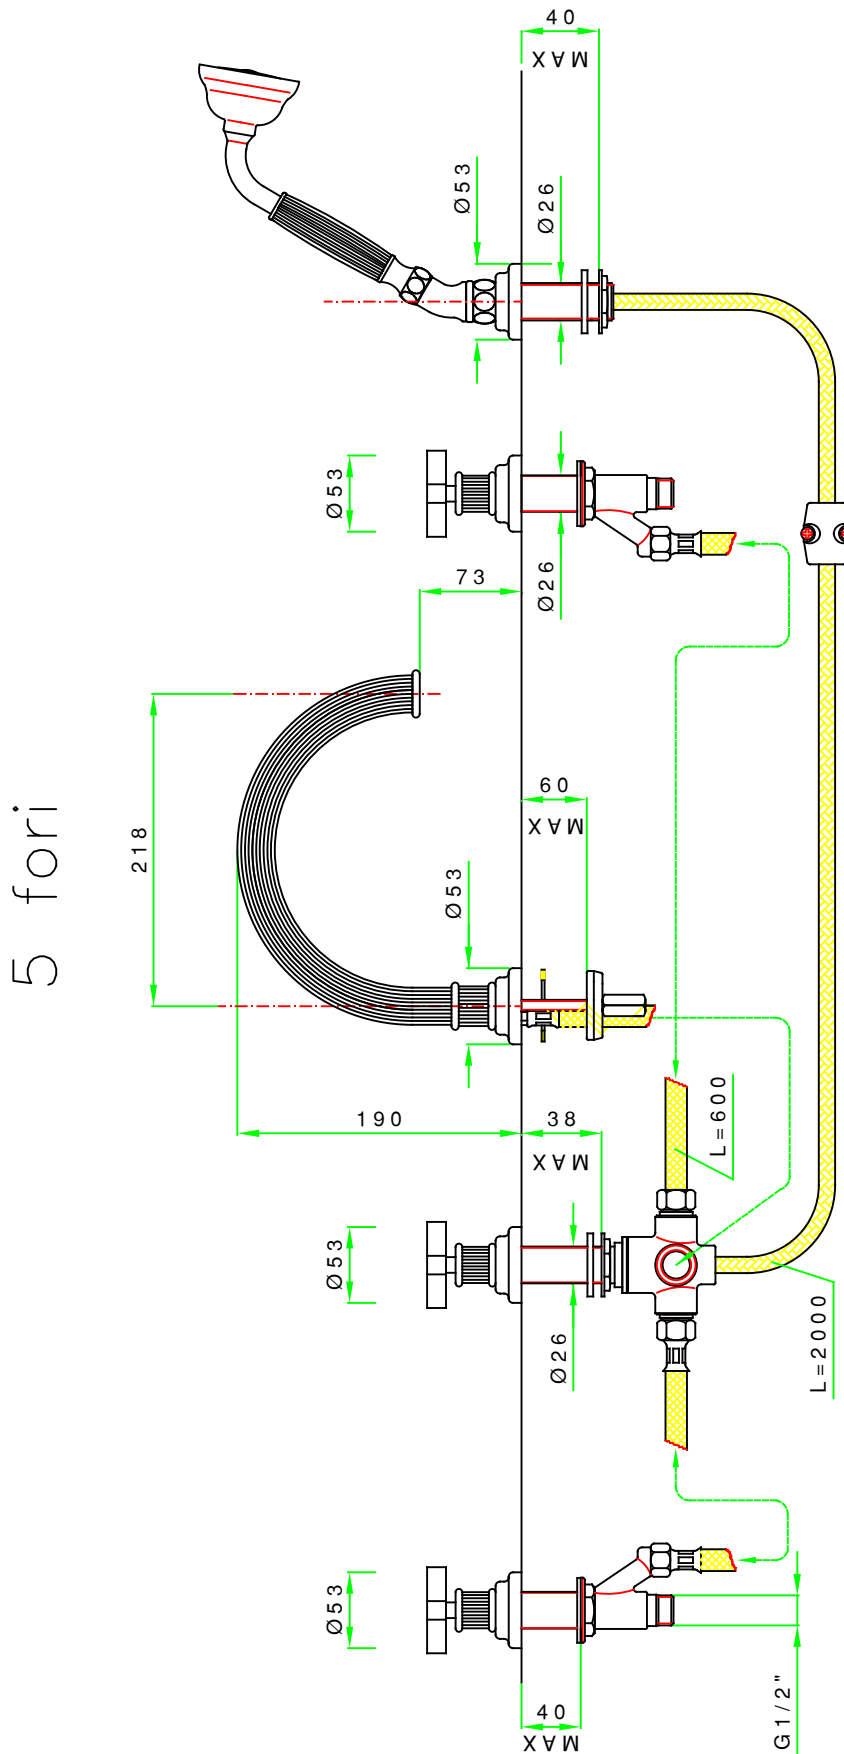 5 fori
40
MAX
Ø53
Ø26
Ø53
Ø26
73
218
60
MAX
Ø53
190
38
MAX
L=600
Ø53
Ø26
L=2000
Ø53
40
MAX
G1/2"